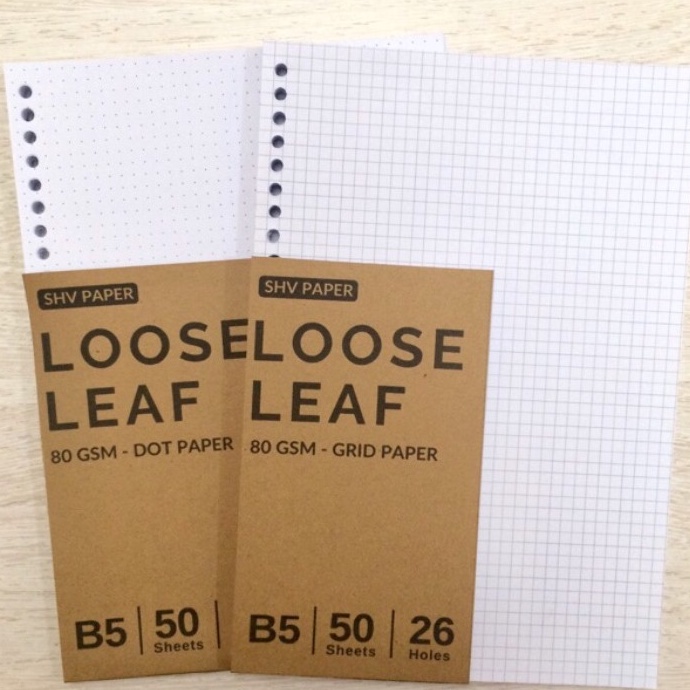 SHV PAPER
LOOSE
LEAF
80 GSM - DOT PAPER
B5 | 50
Sheets
SHV PAPER
LOOSE
LEAF
80 GSM - GRID PAPER
B5 | 50 | 26
Sheets Holes